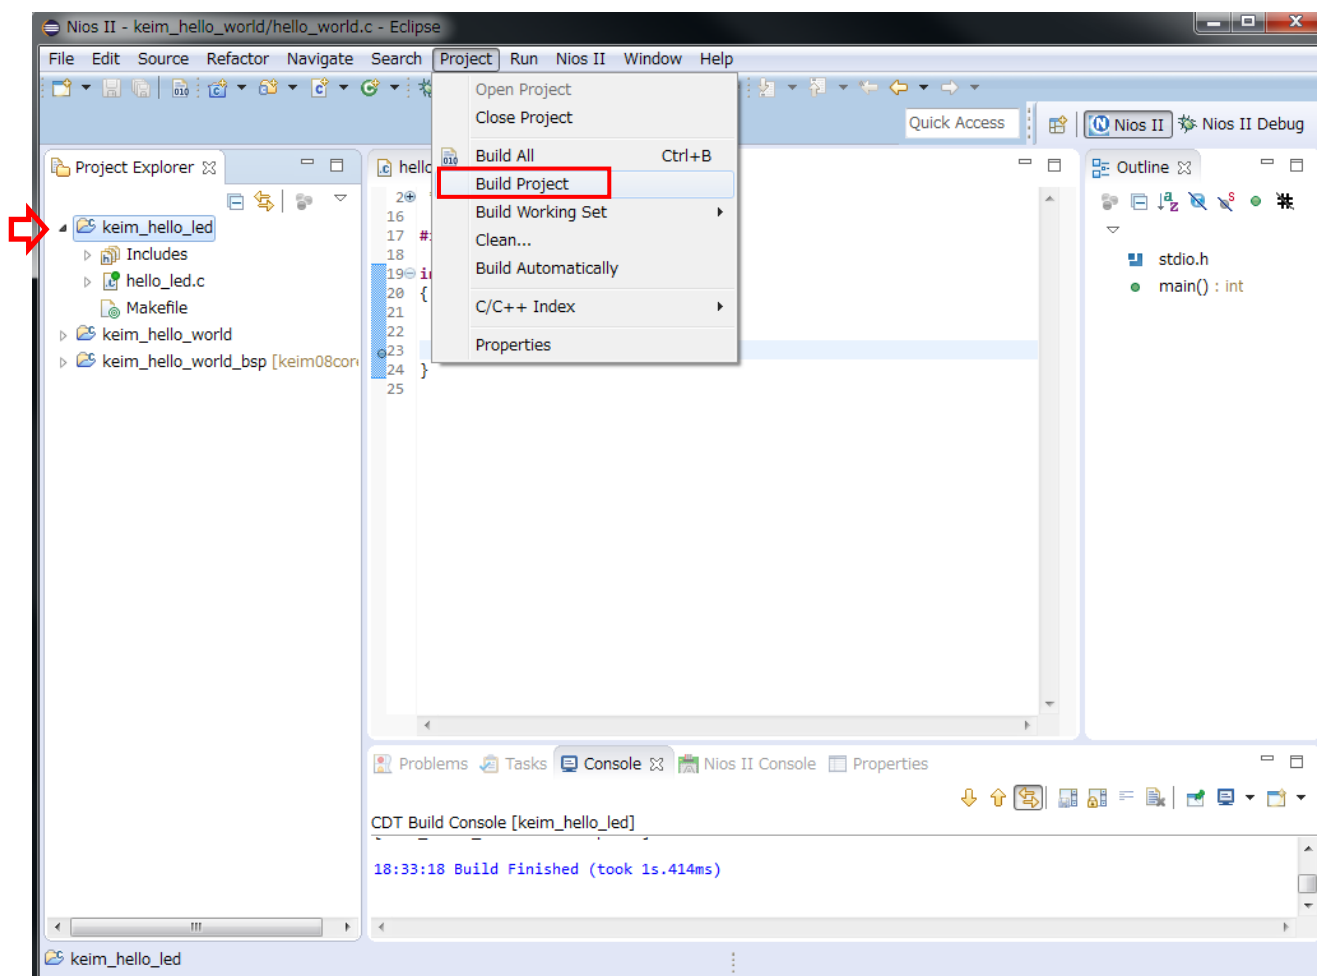 Nios II - keim_hello_world/hello_world.c - Eclipse
File Edit Source Refactor Navigate Search Project Run Nios II Window Help
Open Project
Close Project
Build All Ctrl+B
Build Project
Build Working Set
Clean...
Build Automatically
C/C++ Index
Properties
Quick Access
Nios II
Nios II Debug
Project Explorer
keim_hello_led
Includes
hello_led.c
Makefile
keim_hello_world
keim_hello_world_bsp [keim08cor
hell
2
16
17 #
18
19 i
20 {
21
22
23
24 }
25
Outline
stdio.h
main() : int
Problems Tasks Console Nios II Console Properties
CDT Build Console [keim_hello_led]
18:33:18 Build Finished (took 1s.414ms)
keim_hello_led